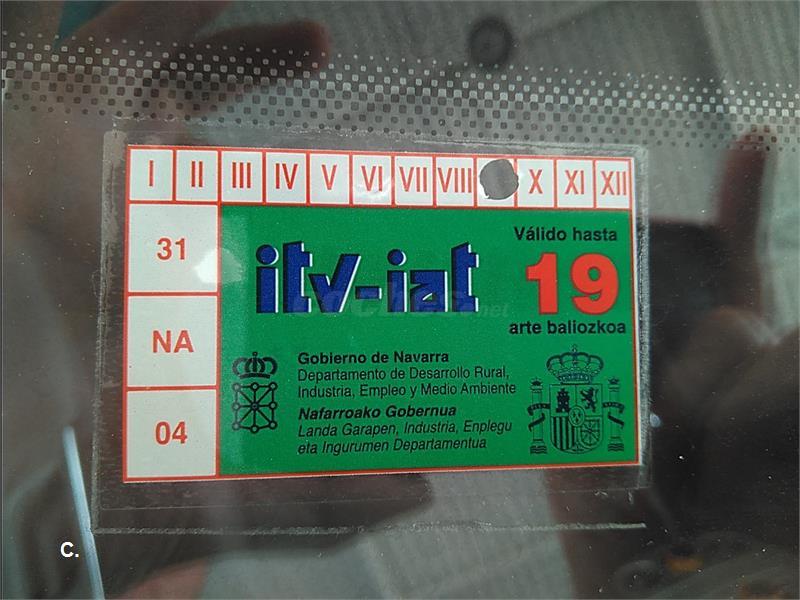 I II III IV V VI VII VIII X XI XII
31
NA
04
itv-iat
Válido hasta
19
arte baliozkoa
Gobierno de Navarra
Departamento de Desarrollo Rural,
Industria, Empleo y Medio Ambiente
Nafarroako Gobernua
Landa Garapen, Industria, Enplegu
eta Ingurumen Departamentua
coches.net
C.